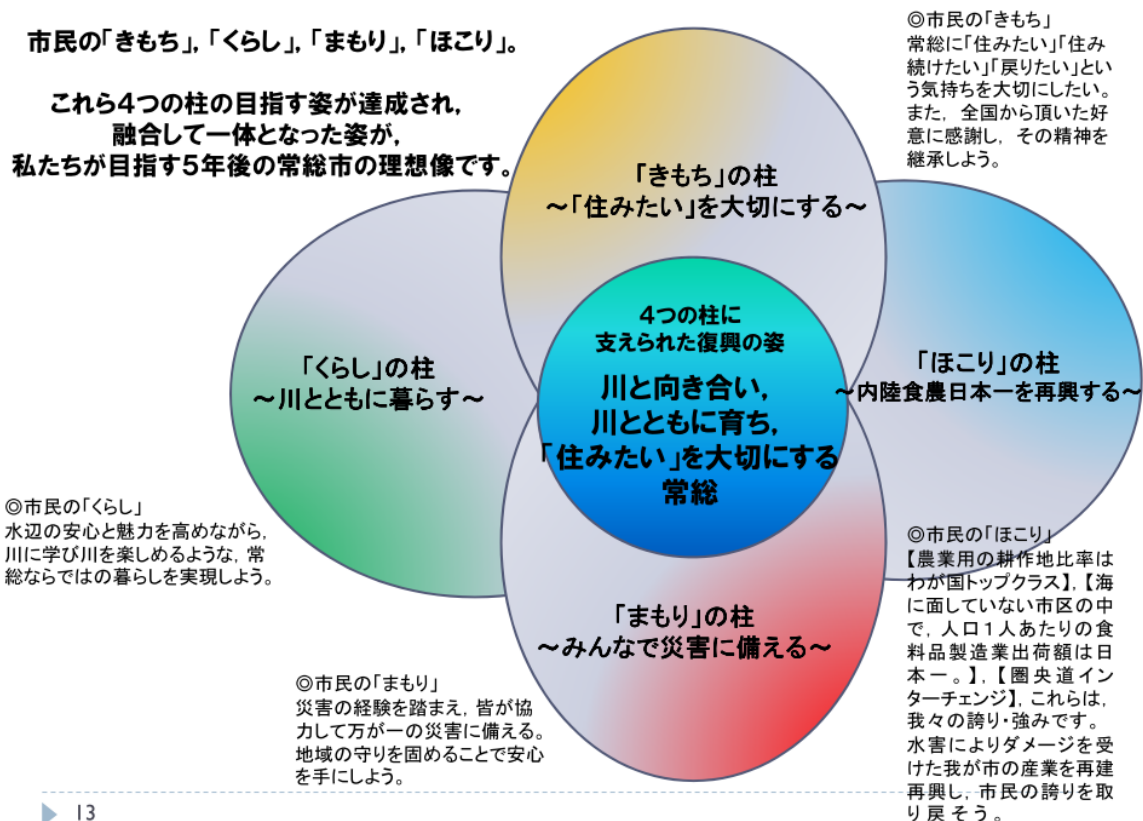 市民の「きもち」,「くらし」,「まもり」,「ほこり」。
これら４つの柱の目指す姿が達成され,
融合して一体となった姿が,
私たちが目指す５年後の常総市の理想像です。
◎市民の「きもち」
常総に「住みたい」「住み
続けたい」「戻りたい」とい
う気持ちを大切にしたい。
また, 全国から頂いた好
意に感謝し, その精神を
継承しよう。
「きもち」の柱
～「住みたい」を大切にする～
「くらし」の柱
～川とともに暮らす～
４つの柱に
支えられた復興の姿
川と向き合い,
川とともに育ち,
「住みたい」を大切にする
常総
「ほこり」の柱
～内陸食農日本一を再興する～
◎市民の「くらし」
水辺の安心と魅力を高めながら,
川に学び川を楽しめるような, 常
総ならではの暮らしを実現しよう。
「まもり」の柱
～みんなで災害に備える～
◎市民の「まもり」
災害の経験を踏まえ, 皆が協
力して万が一の災害に備える。
地域の守りを固めることで安心
を手にしよう。
◎市民の「ほこり」
【農業用の耕作地比率は
わが国トップクラス】,【海
に面していない市区の中
で, 人口１人あたりの食
料品製造業出荷額は日
本一。】,【圏央道イン
ターチェンジ】, これらは,
我々の誇り・強みです。
水害によりダメージを受
けた我が市の産業を再建
再興し, 市民の誇りを取
り戻そう。
13